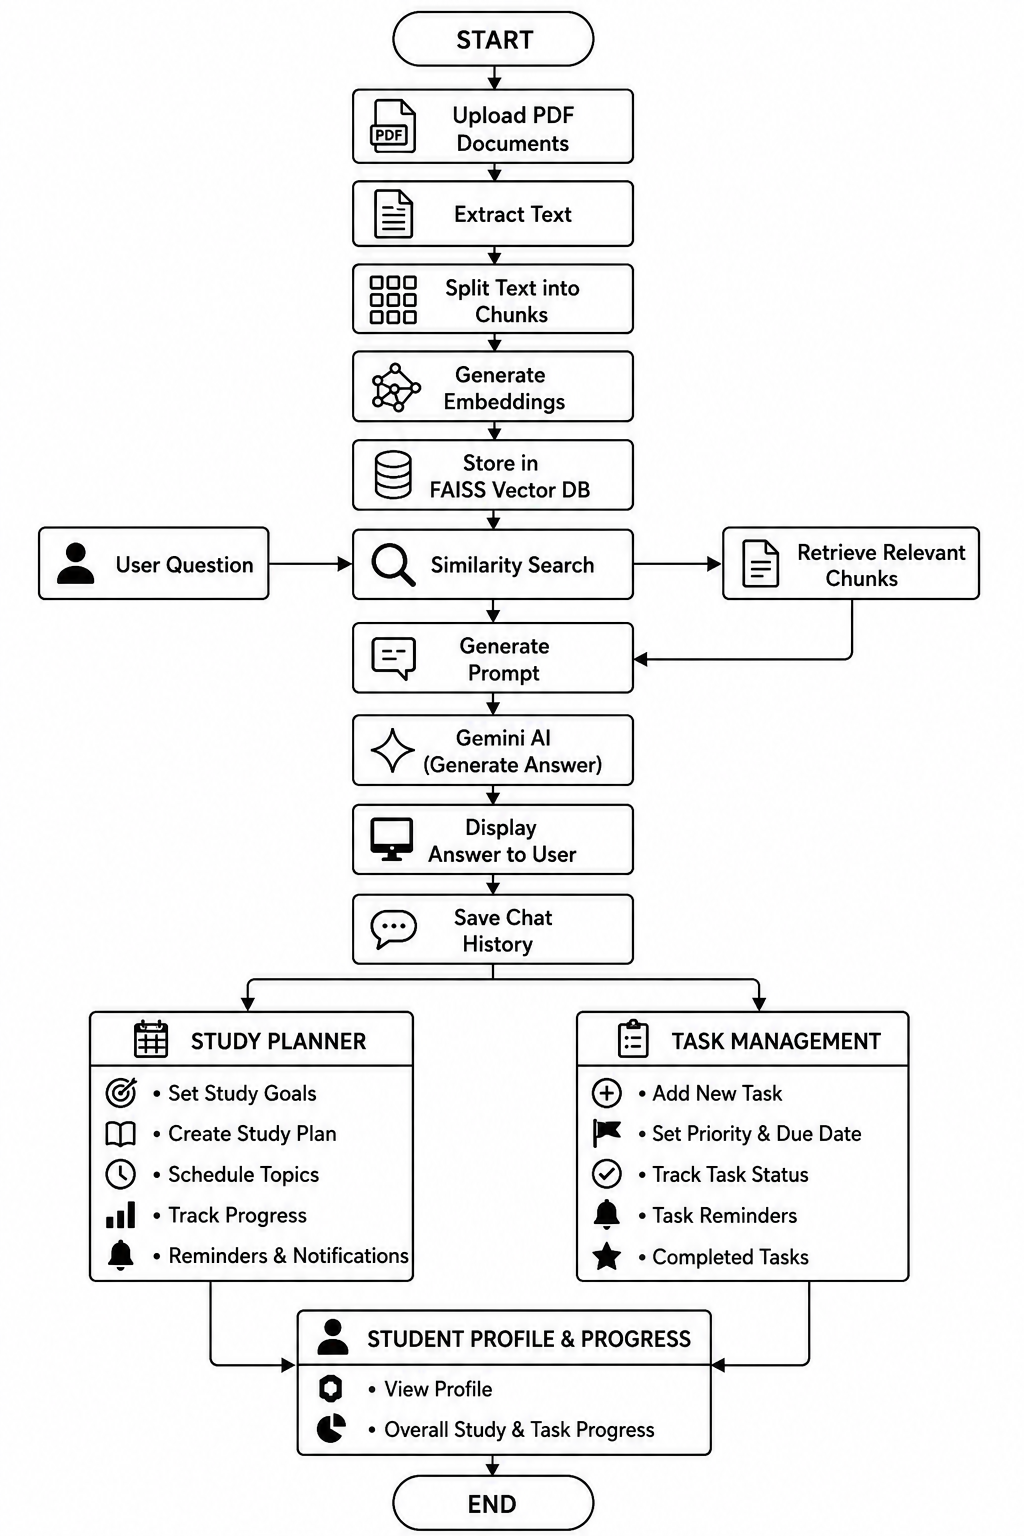 START
PDF
Upload PDF
Documents
Extract Text
Split Text into
Chunks
Generate
Embeddings
Store in
FAISS Vector DB
User Question
Similarity Search
Retrieve Relevant
Chunks
Generate
Prompt
Gemini AI
(Generate Answer)
Display
Answer to User
Save Chat
History
STUDY PLANNER
• Set Study Goals
• Create Study Plan
• Schedule Topics
• Track Progress
• Reminders & Notifications
TASK MANAGEMENT
• Add New Task
• Set Priority & Due Date
• Track Task Status
• Task Reminders
• Completed Tasks
STUDENT PROFILE & PROGRESS
• View Profile
• Overall Study & Task Progress
END